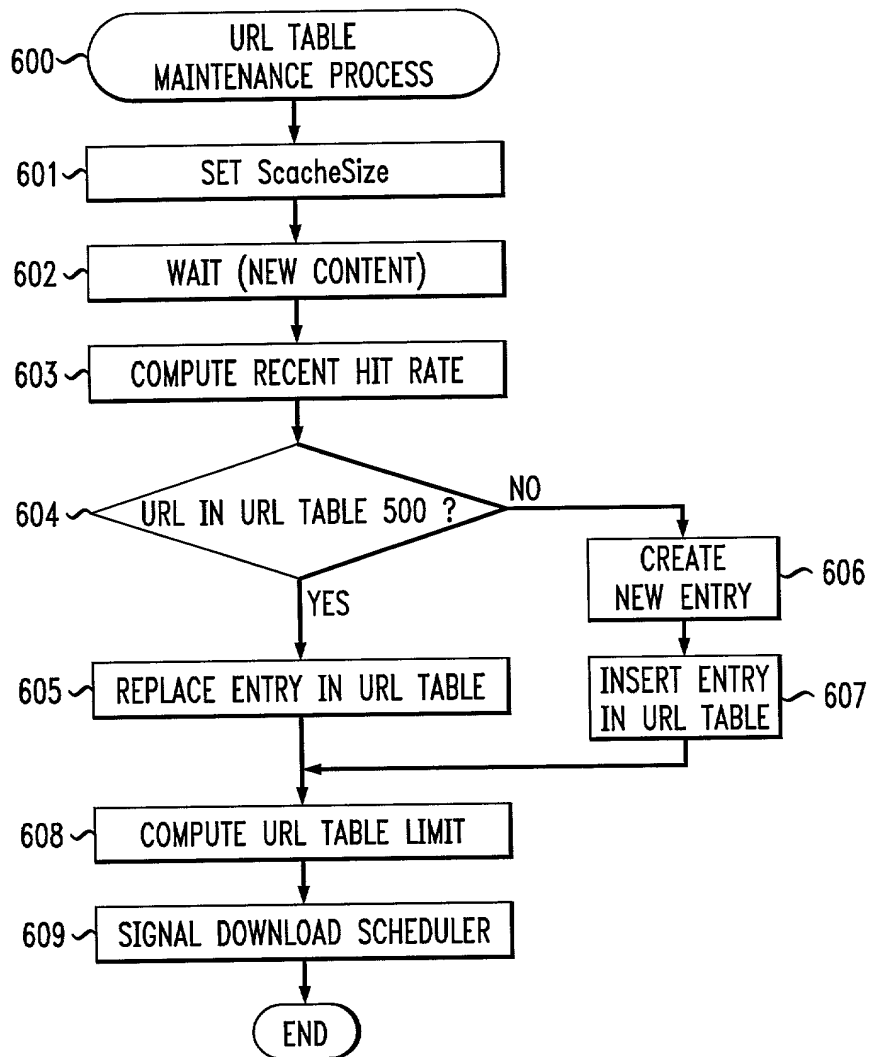 600
URL TABLE
MAINTENANCE PROCESS
601
SET ScacheSize
602
WAIT (NEW CONTENT)
603
COMPUTE RECENT HIT RATE
604
URL IN URL TABLE 500 ?
NO
YES
CREATE
NEW ENTRY
606
605
REPLACE ENTRY IN URL TABLE
INSERT ENTRY
IN URL TABLE
607
608
COMPUTE URL TABLE LIMIT
609
SIGNAL DOWNLOAD SCHEDULER
END